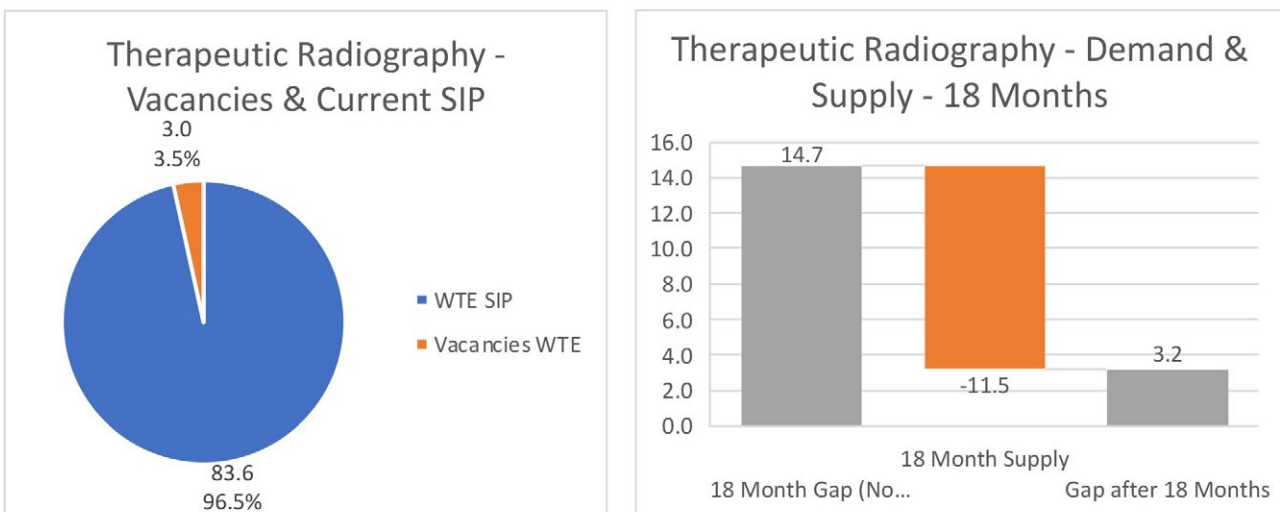 Therapeutic Radiography -
Vacancies & Current SIP
3.0
3.5%
WTE SIP
Vacancies WTE
83.6
96.5%
Therapeutic Radiography - Demand &
Supply - 18 Months
16.0
14.0
12.0
10.0
8.0
6.0
4.0
2.0
0.0
14.7
-11.5
3.2
18 Month Supply
18 Month Gap (No...
Gap after 18 Months